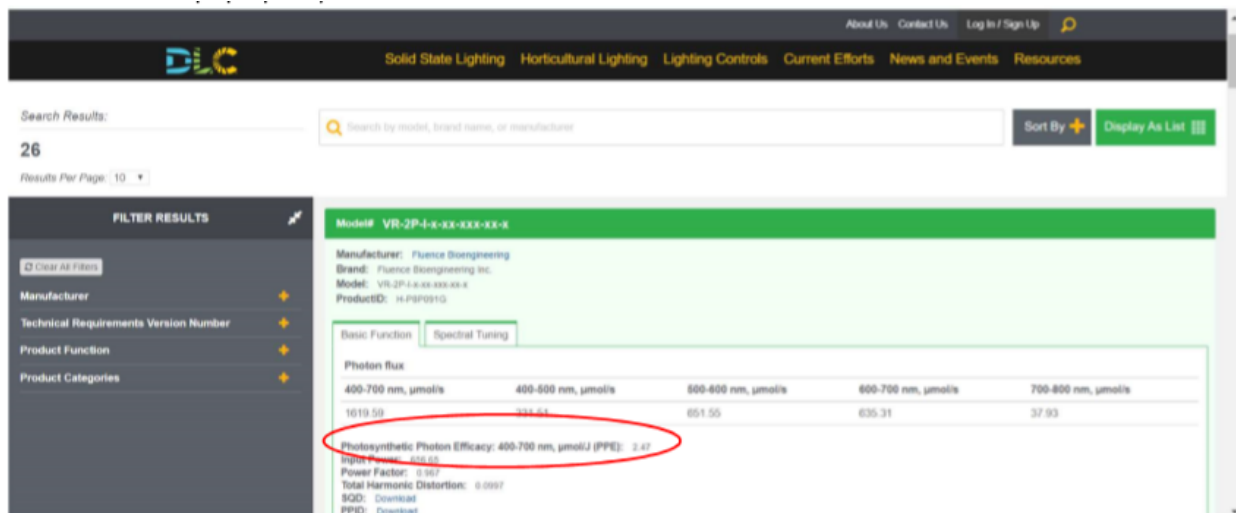 About Us Contact Us Log In / Sign Up
DLC
Solid State Lighting Horticultural Lighting Lighting Controls Current Efforts News and Events Resources
Search Results:
26
Results Per Page: 10
Search by model, brand name, or manufacturer
Sort By
Display As List
FILTER RESULTS
Clear All Filters
Manufacturer
Technical Requirements Version Number
Product Function
Product Categories
Model# VR-2P-I-x-xx-xxx-xx-x
Manufacturer: Fluence Bioengineering
Brand: Fluence Bioengineering Inc.
Model: VR-2P-I-x-xx-xxx-xx-x
ProductID:
Basic Function Spectral Tuning
Photon flux
400-700 nm, µmol/s 400-500 nm, µmol/s 500-600 nm, µmol/s 600-700 nm, µmol/s 700-800 nm, µmol/s
1619.59 331.51 651.55 635.31 37.93
Photosynthetic Photon Efficacy: 400-700 nm, µmol/J (PPE): 2.47
Input Power: 656.65
Power Factor: 0.987
Total Harmonic Distortion: 0.0997
SQD: Download
PPID: Download